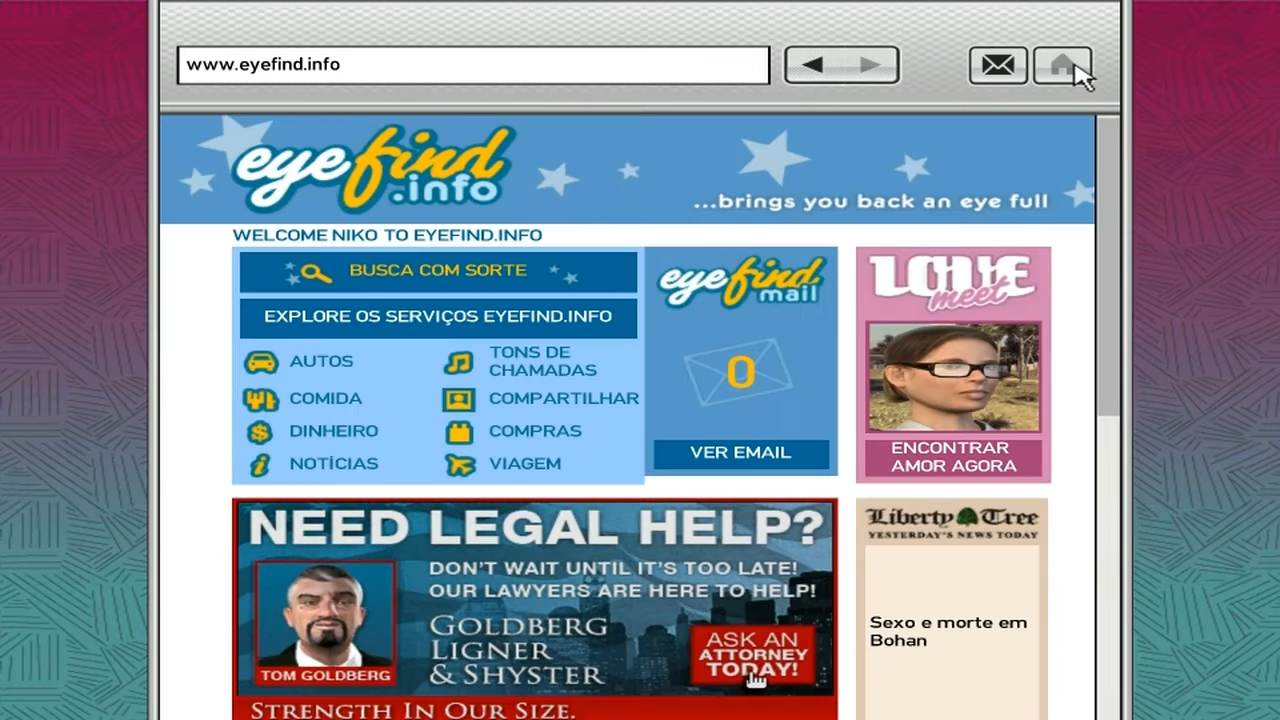 www.eyefind.info
eyefind
.info
...brings you back an eye full
WELCOME NIKO TO EYEFIND.INFO
BUSCA COM SORTE
EXPLORE OS SERVIÇOS EYEFIND.INFO
AUTOS
TONS DE
CHAMADAS
COMIDA
COMPARTILHAR
DINHEIRO
COMPRAS
NOTÍCIAS
VIAGEM
eyefind
mail
0
VER EMAIL
LOVE
meet
ENCONTRAR
AMOR AGORA
NEED LEGAL HELP?
DON'T WAIT UNTIL IT'S TOO LATE!
OUR LAWYERS ARE HERE TO HELP!
GOLDBERG
LIGNER
& SHYSTER
TOM GOLDBERG
ASK AN
ATTORNEY
TODAY!
STRENGTH IN OUR SIZE.
Liberty Tree
YESTERDAY'S NEWS TODAY
Sexo e morte em
Bohan